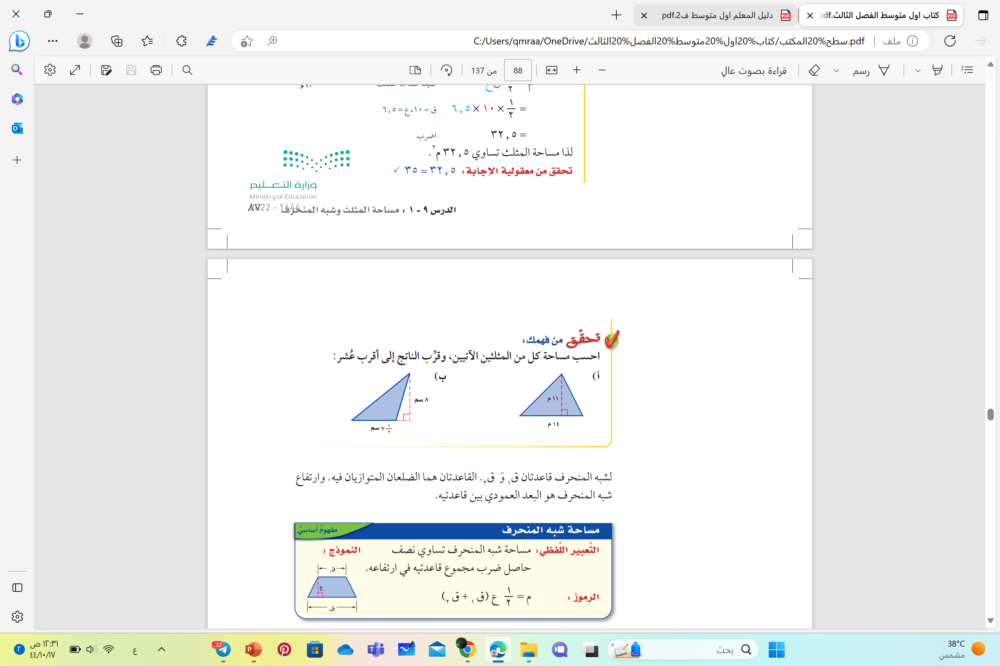 كتاب اول متوسط الفصل الثالث.pdf
دليل المعلم اول متوسط ف2.pdf
ملف
C:/Users/qmraa/OneDrive/سطح%20المكتب/كتاب%20اول%20متوسط%20الفصل%20الثالث.pdf
قراءة بصوت عالٍ
رسم
88
من 137
١٠ م
= ١/٢ × ١٠ × ٦,٥ ق = ١٠، ع = ٦,٥
= ٣٢,٥ اضرب
لذا مساحة المثلث تساوي ٣٢,٥ م٢.
تحقق من معقولية الإجابة: ٣٢,٥ ≈ ٣٥ ✓
وزارة التعليم
Ministry of Education
2022 - 1444
الدرس ٩ - ١ : مساحة المثلث وشبه المنحرف ٨٧
تحقّق من فهمك:
احسب مساحة كل من المثلثين الآتيين، وقرِّب الناتج إلى أقرب عُشر:
أ)
١١ م
١٤ م
ب)
٨ سم
٧ ١/٢ سم
لشبه المنحرف قاعدتان ق١ وَ ق٢. القاعدتان هما الضلعان المتوازيان فيه. وارتفاع
شبه المنحرف هو البعد العمودي بين قاعدتيه.
مساحة شبه المنحرف
مفهومٌ أساسيٌ
التَّعبير اللَّفظي: مساحة شبه المنحرف تساوي نصف
حاصل ضرب مجموع قاعدتيه في ارتفاعه.
النموذج :
ق١
ع
ق٢
الرموز : م = ١/٢ ع (ق١ + ق٢)
38°C
مشمس
بحث
22..
ع
١٢:٣١ ص
٤٤/١٠/١٧
٢